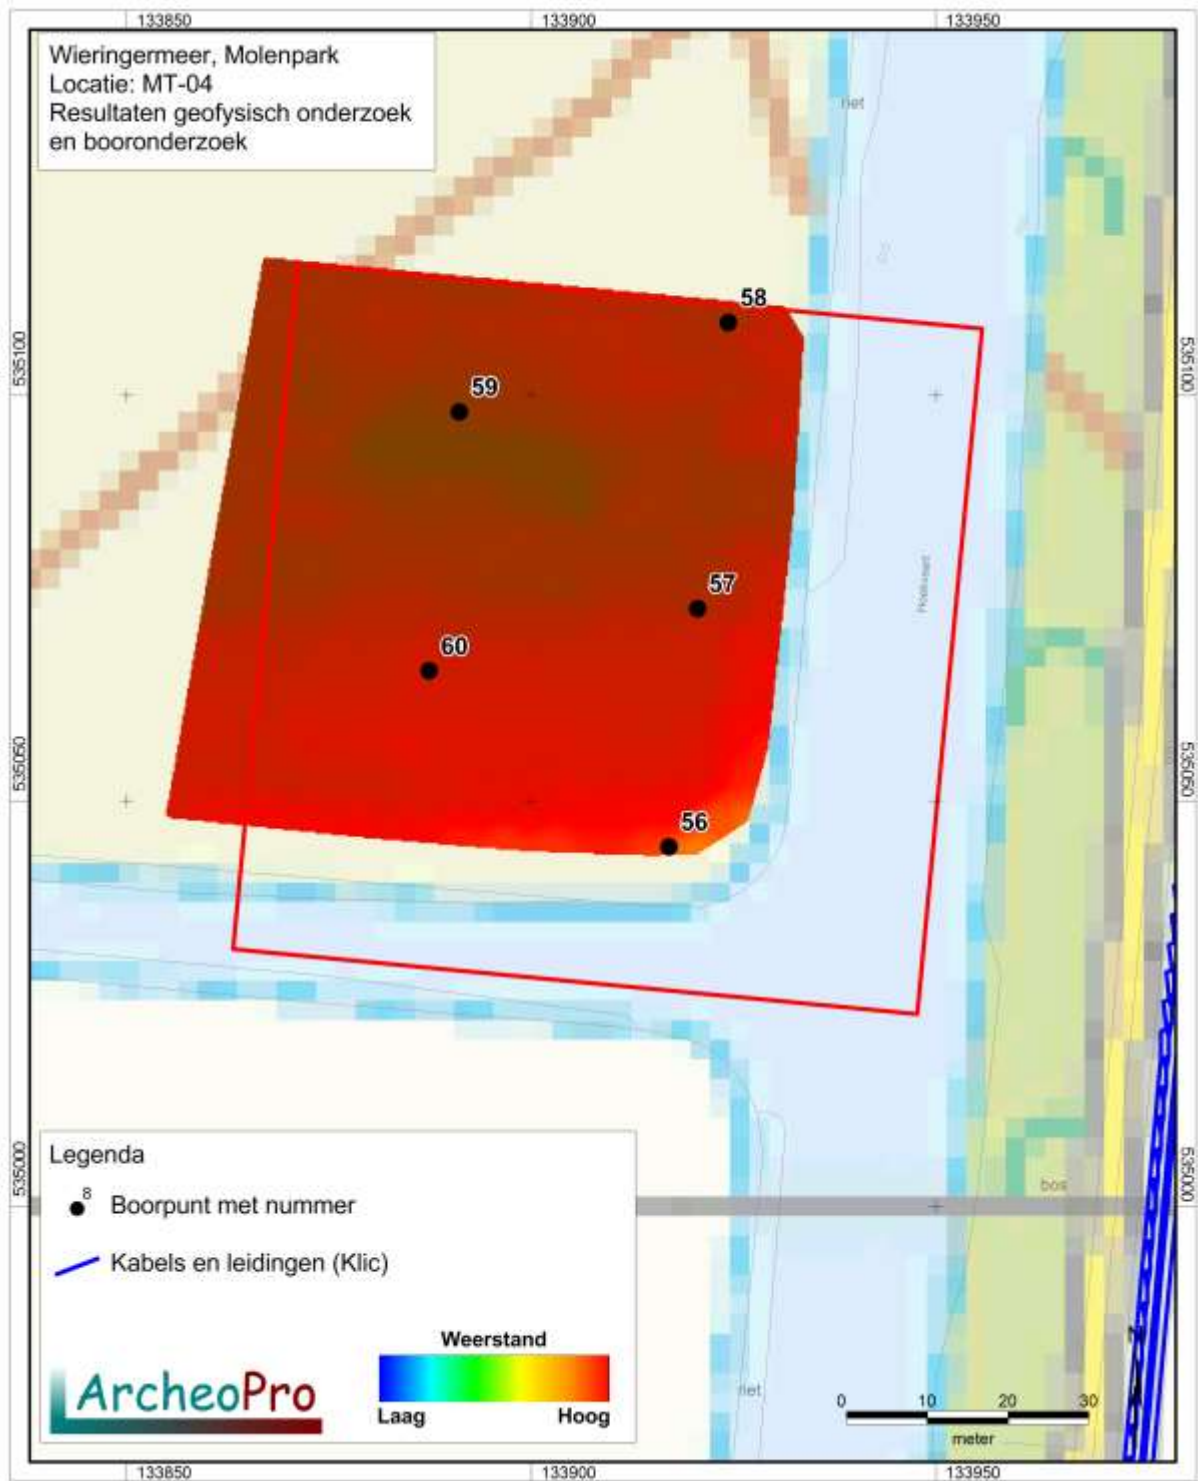 133850
133900
133950
Wieringermeer, Molenpark
Locatie: MT-04
Resultaten geofysisch onderzoek
en booronderzoek
riet
58
535100
535100
59
57
60
535050
535050
56
Legenda
8
Boorpunt met nummer
Kabels en leidingen (Klic)
535000
535000
bos
Weerstand
Laag
Hoog
ArcheoPro
riet
0
10
20
30
meter
133850
133900
133950